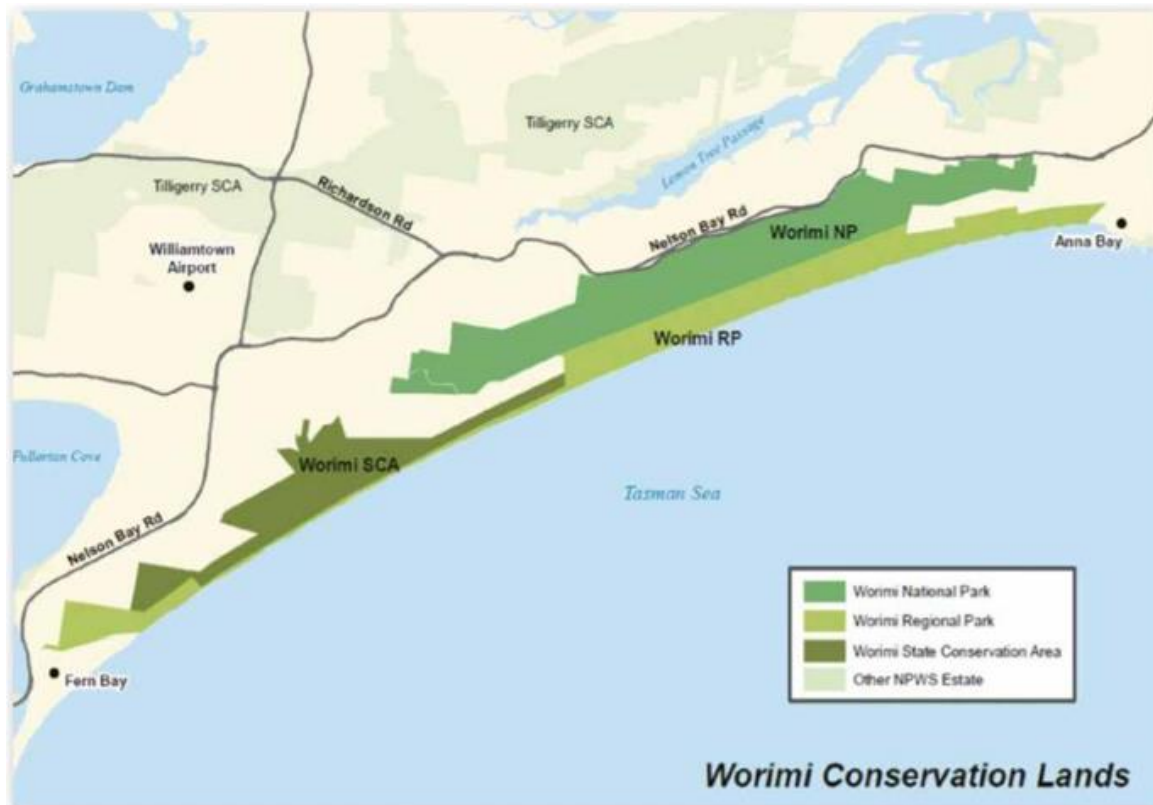 Grahamstown Dam
Tilligerry SCA
Tilligerry SCA
Lemon Tree Passage
Richardson Rd
Williamtown
Airport
Nelson Bay Rd
Worimi NP
Anna Bay
Worimi RP
Worimi SCA
Fullerton Cove
Tasman Sea
Nelson Bay Rd
Fern Bay
Worimi National Park
Worimi Regional Park
Worimi State Conservation Area
Other NPWS Estate
Worimi Conservation Lands